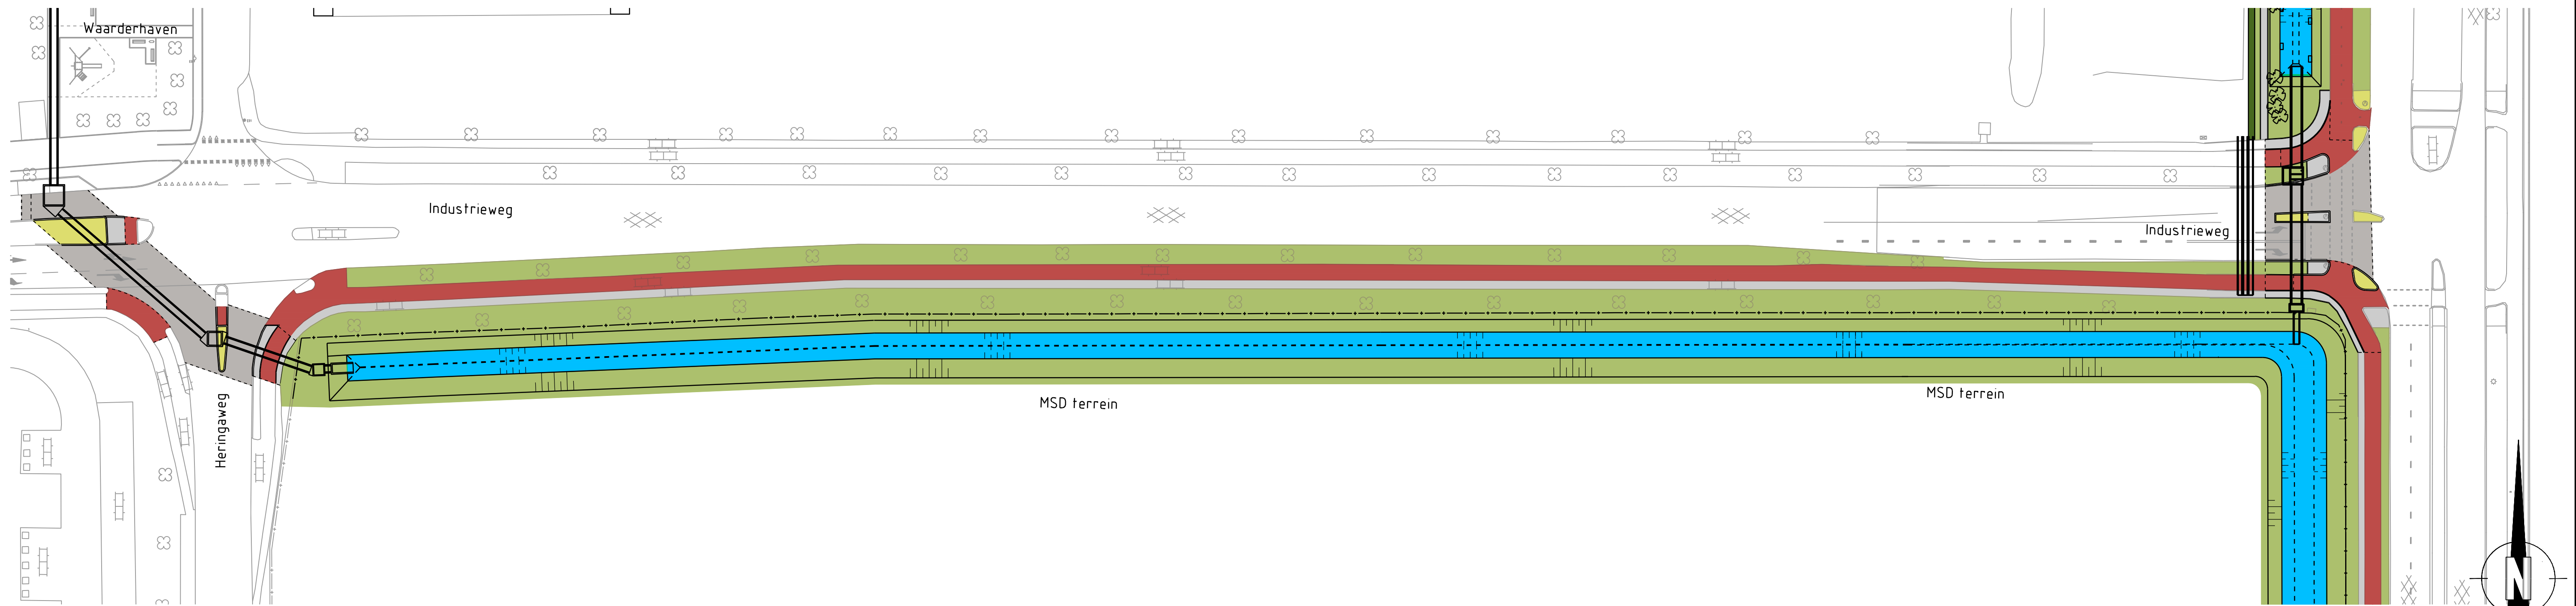 Waarderhaven
Industrieweg
Industrieweg
MSD terrein
MSD terrein
Heringaweg
N